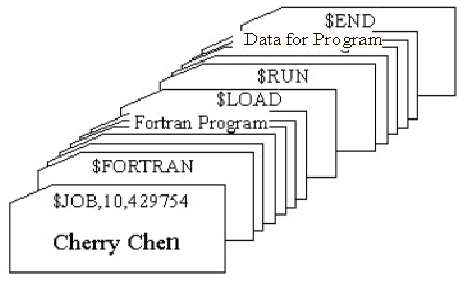 $END
Data for Program
$RUN
$LOAD
Fortran Program
$FORTRAN
$JOB,10,429754
Cherry Chen